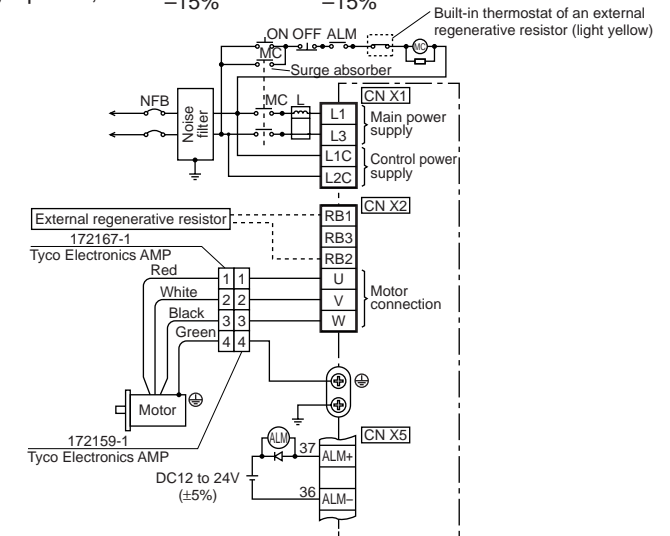 –15% –15%
Built-in thermostat of an external
regenerative resistor (light yellow)
ON OFF ALM
MC
MC
Surge absorber
NFB
Noise
filter
MC L
CN X1
L1
L3
L1C
L2C
Main power
supply
Control power
supply
CN X2
External regenerative resistor
RB1
RB3
RB2
U
V
W
172167-1
Tyco Electronics AMP
Red
White
Black
Green
1 1
2 2
3 3
4 4
Motor
connection
Motor
172159-1
Tyco Electronics AMP
CN X5
ALM
37 ALM+
DC12 to 24V
(±5%)
36 ALM–